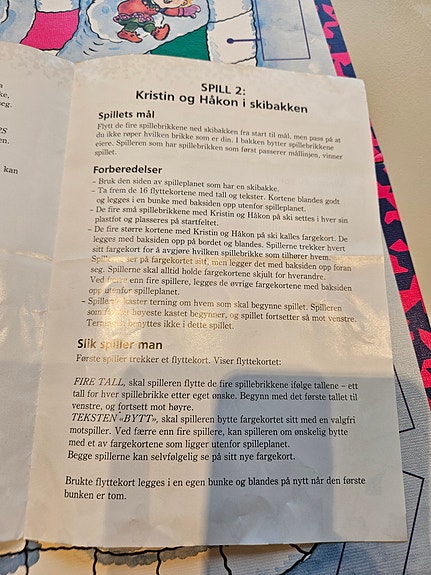 ke,
eg.
es
en.
kan
SPILL 2:
Kristin og Håkon i skibakken
Spillets mål
Flytt de fire spillebrikkene ned skibakken fra start til mål, men pass på at
du ikke røper hvilken brikke som er din. I bakken bytter spillebrikkene
eiere. Spilleren som har spillebrikken som først passerer mållinjen, vinner
spillet.
Forberedelser
– Bruk den siden av spilleplanet som har en skibakke.
– Ta frem de 16 flyttekortene med tall og tekster. Kortene blandes godt
og legges i en bunke med baksiden opp utenfor spilleplanet.
– De fire små spillebrikkene med Kristin og Håkon på ski settes i hver sin
plastfot og plasseres på startfeltet.
– De fire større kortene med Kristin og Håkon på ski kalles fargekort. De
legges med baksiden opp på bordet og blandes. Spillerne trekker hvert
sitt fargekort for å avgjøre hvilken spillebrikke som tilhører hvem.
Spillerne ser på fargekortet sitt, men legger det med baksiden opp foran
seg. Spillerne skal alltid holde fargekortene skjult for hverandre.
Ved færre enn fire spillere, legges de øvrige fargekortene med baksiden
opp utenfor spilleplanet.
– Spillerne kaster terning om hvem som skal begynne spillet. Spilleren
som får høyeste kastet begynner, og spillet fortsetter så mot venstre.
Terningen benyttes ikke i dette spillet.
Slik spiller man
Første spiller trekker et flyttekort. Viser flyttekortet:
FIRE TALL, skal spilleren flytte de fire spillebrikkene ifølge tallene – ett
tall for hver spillebrikke etter eget ønske. Begynn med det første tallet til
venstre, og fortsett mot høyre.
TEKSTEN «BYTT», skal spilleren bytte fargekortet sitt med en valgfri
motspiller. Ved færre enn fire spillere, kan spilleren om ønskelig bytte
med et av fargekortene som ligger utenfor spilleplanet.
Begge spillerne kan selvfølgelig se på sitt nye fargekort.
Brukte flyttekort legges i en egen bunke og blandes på nytt når den første
bunken er tom.